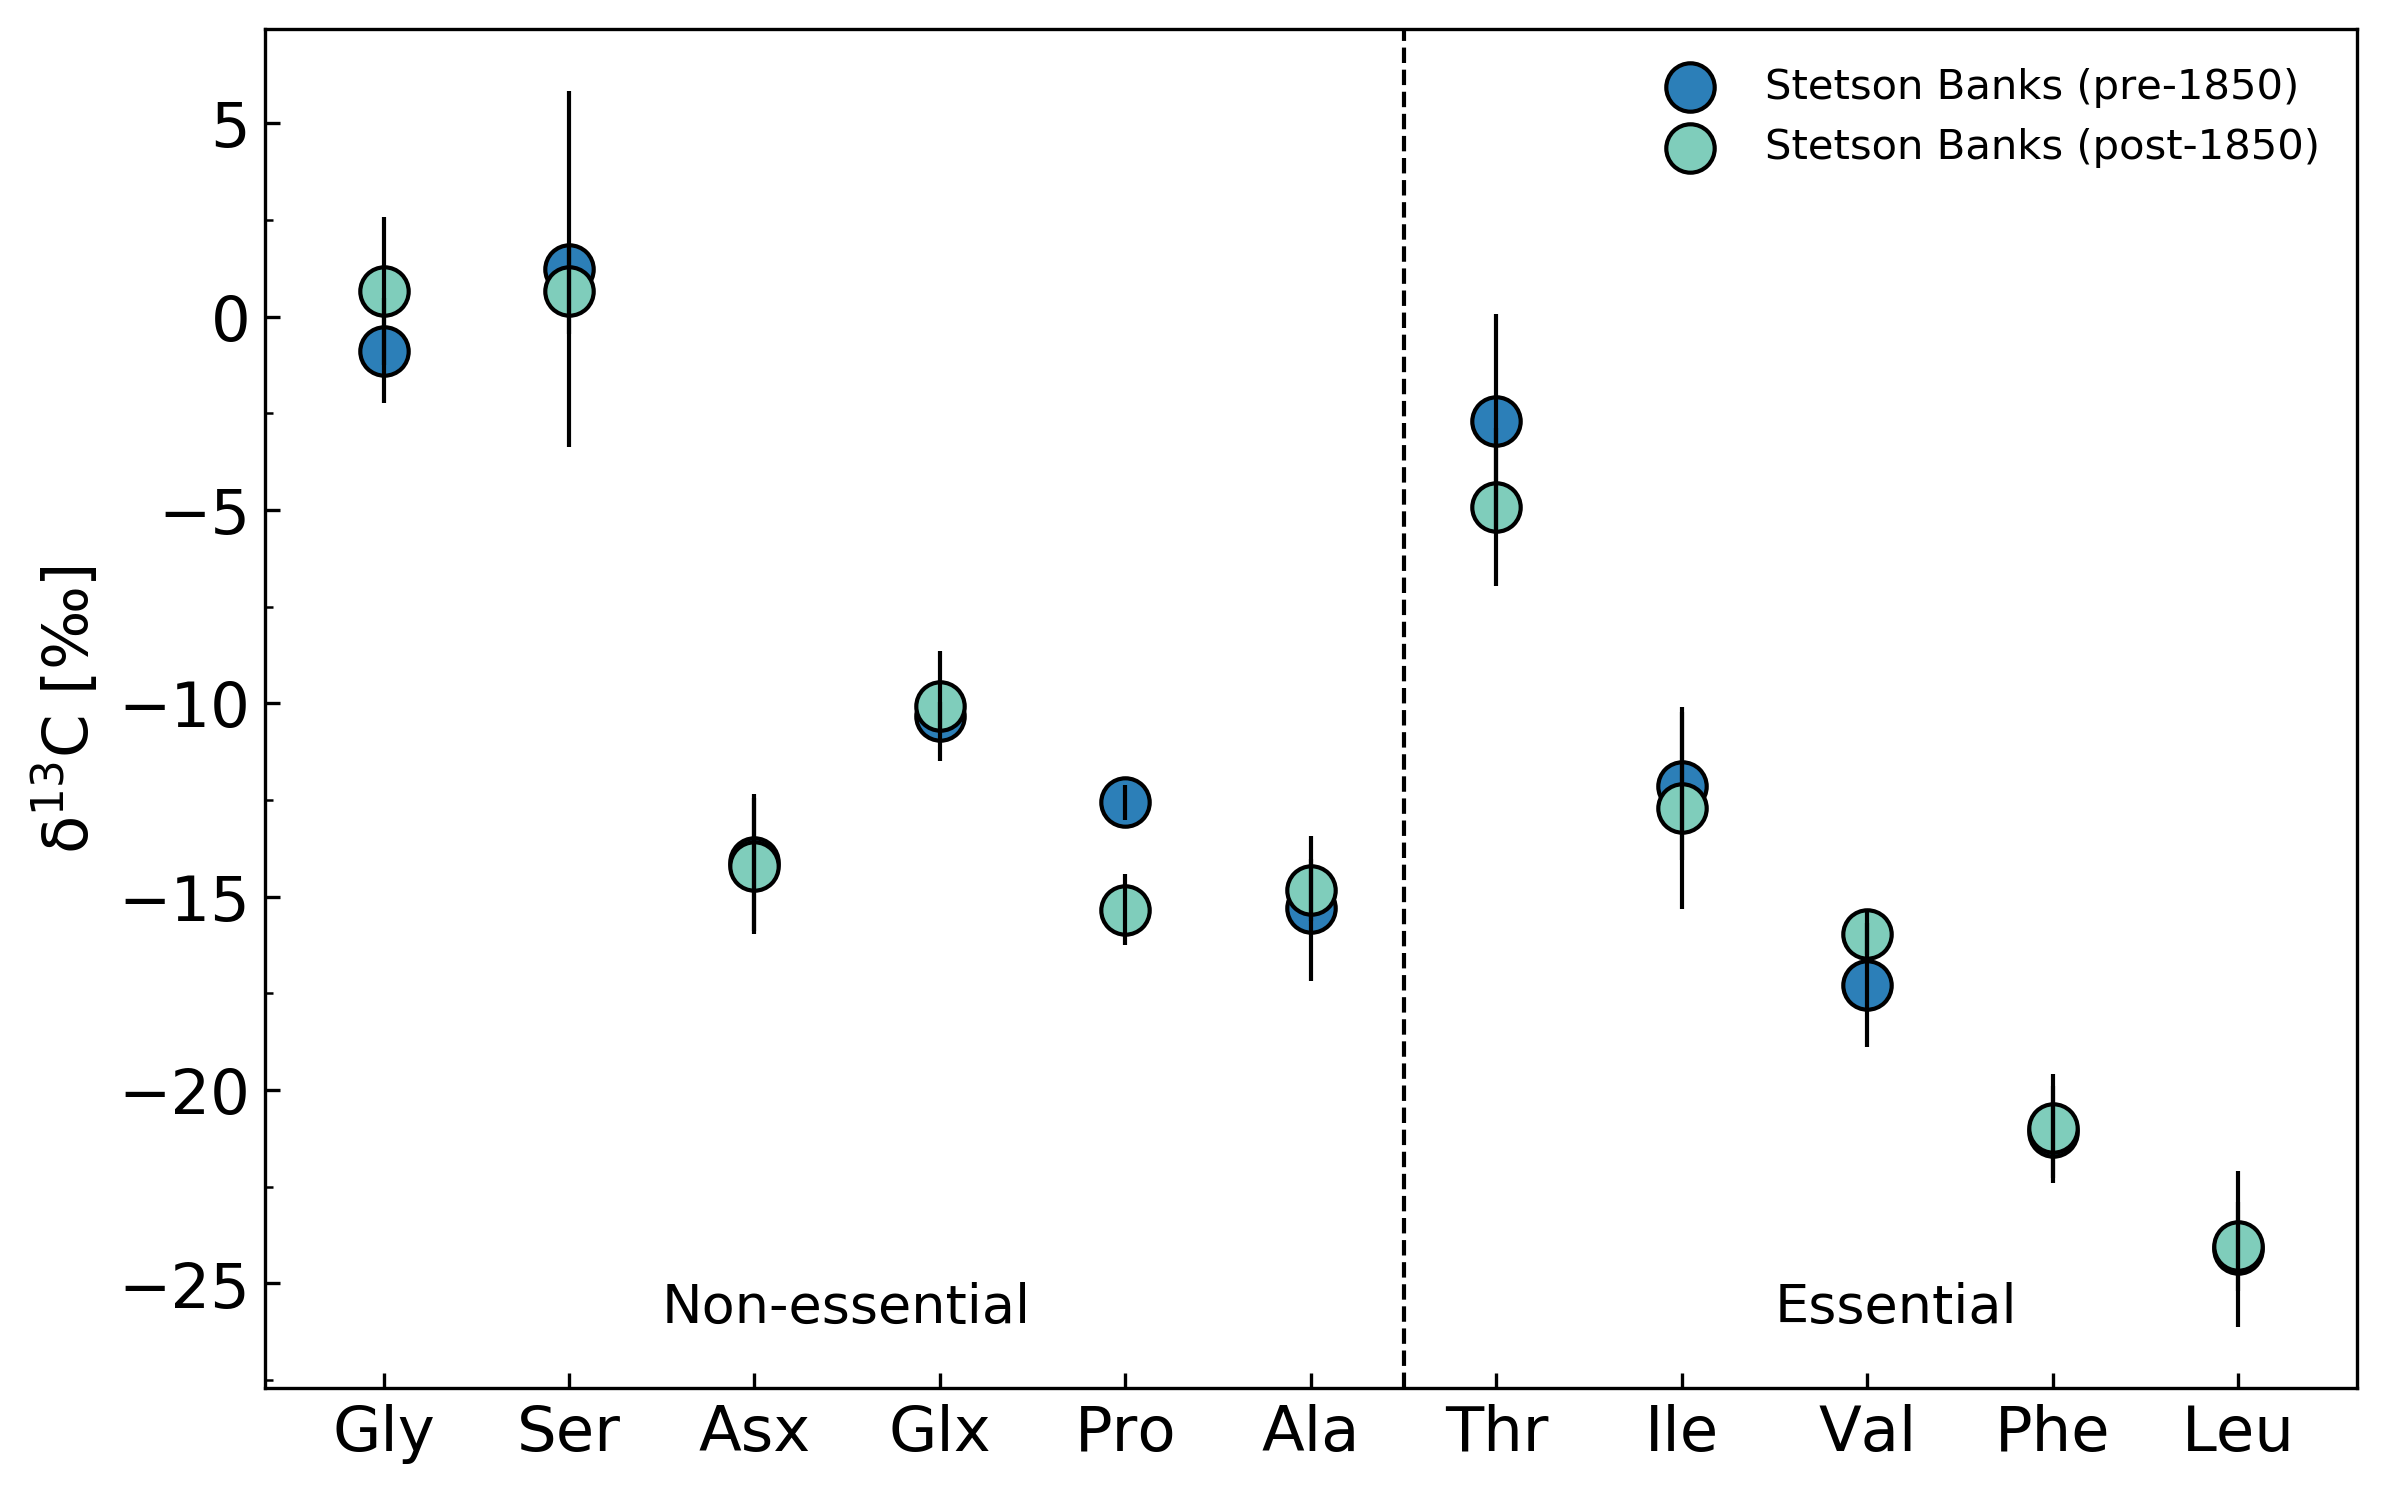 Stetson Banks (pre-1850)
Stetson Banks (post-1850)
5
0
−5
−10
−15
−20
−25
δ¹³C [‰]
Non-essential
Essential
Gly Ser Asx Glx Pro Ala Thr Ile Val Phe Leu